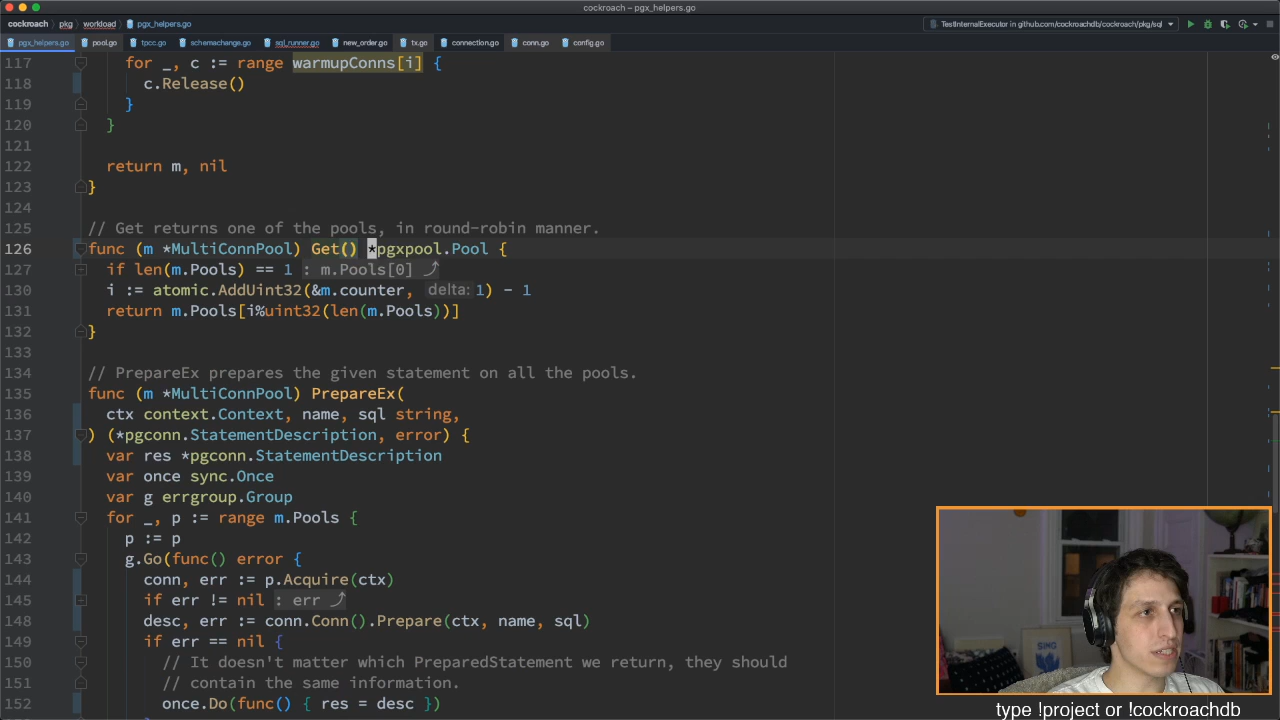 cockroach – pgx_helpers.go
cockroach pkg workload pgx_helpers.go TestInternalExecutor in github.com/cockroachdb/cockroach/pkg/sql
pgx_helpers.go pool.go tpcc.go schemachange.go sql_runner.go new_order.go tx.go connection.go conn.go config.go
117 for _, c := range warmupConns[i] {
118 c.Release()
119 }
120 }
121
122 return m, nil
123 }
124
125 // Get returns one of the pools, in round-robin manner.
126 func (m *MultiConnPool) Get() *pgxpool.Pool {
127 if len(m.Pools) == 1 : m.Pools[0]
130 i := atomic.AddUint32(&m.counter, delta: 1) - 1
131 return m.Pools[i%uint32(len(m.Pools))]
132 }
133
134 // PrepareEx prepares the given statement on all the pools.
135 func (m *MultiConnPool) PrepareEx(
136 ctx context.Context, name, sql string,
137 ) (*pgconn.StatementDescription, error) {
138 var res *pgconn.StatementDescription
139 var once sync.Once
140 var g errgroup.Group
141 for _, p := range m.Pools {
142 p := p
143 g.Go(func() error {
144 conn, err := p.Acquire(ctx)
145 if err != nil : err
148 desc, err := conn.Conn().Prepare(ctx, name, sql)
149 if err == nil {
150 // It doesn't matter which PreparedStatement we return, they should
151 // contain the same information.
152 once.Do(func() { res = desc })
SING
type !project or !cockroachdb